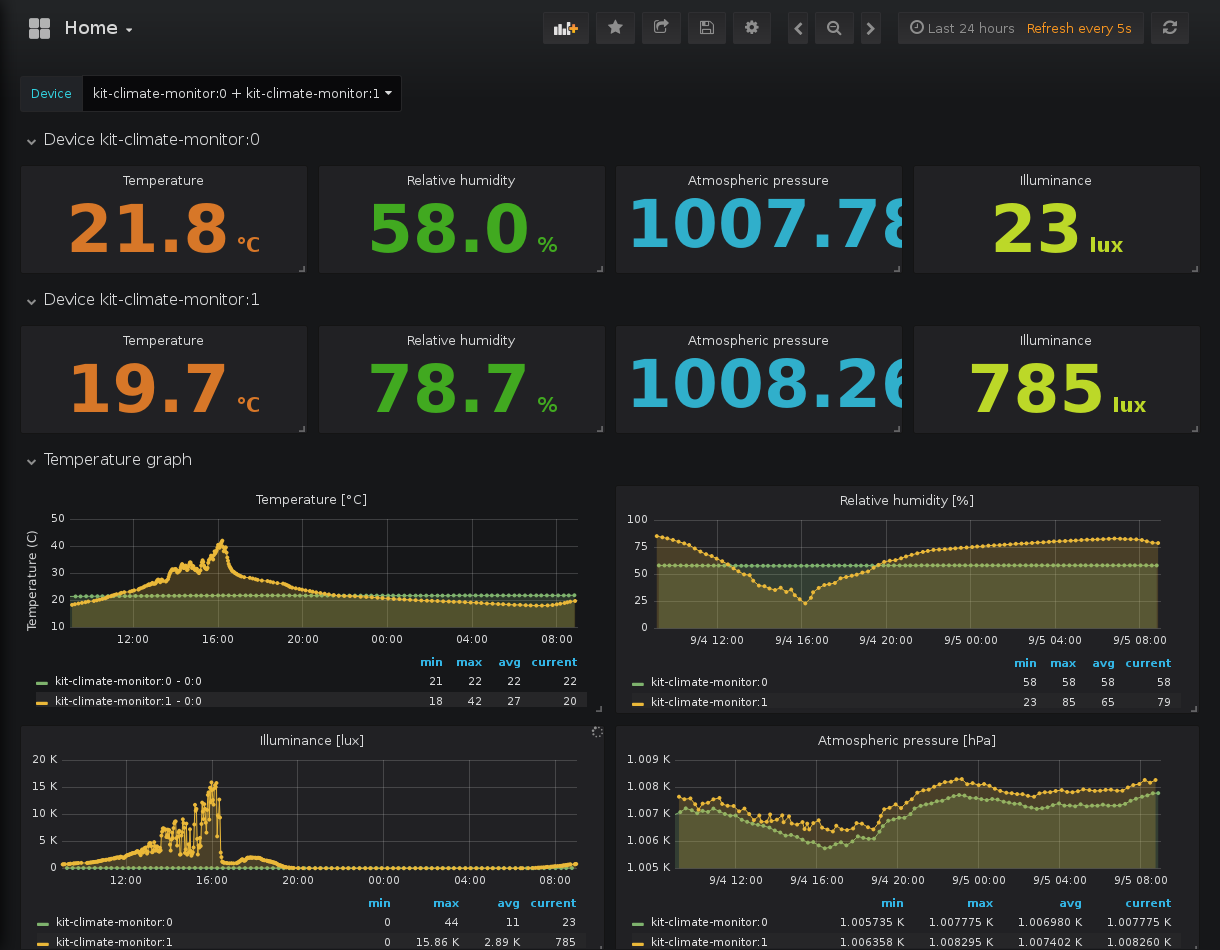 Home
Last 24 hours Refresh every 5s
Device kit-climate-monitor:0 + kit-climate-monitor:1
Device kit-climate-monitor:0
Temperature
21.8 °C
Relative humidity
58.0 %
Atmospheric pressure
1007.78
Illuminance
23 lux
Device kit-climate-monitor:1
Temperature
19.7 °C
Relative humidity
78.7 %
Atmospheric pressure
1008.26
Illuminance
785 lux
Temperature graph
Temperature [°C]
Temperature (C)
50
40
30
20
10
12:00 16:00 20:00 00:00 04:00 08:00
min max avg current
kit-climate-monitor:0 - 0:0 21 22 22 22
kit-climate-monitor:1 - 0:0 18 42 27 20
Relative humidity [%]
100
75
50
25
0
9/4 12:00 9/4 16:00 9/4 20:00 9/5 00:00 9/5 04:00 9/5 08:00
min max avg current
kit-climate-monitor:0 58 58 58 58
kit-climate-monitor:1 23 85 65 79
Illuminance [lux]
20 K
15 K
10 K
5 K
0
12:00 16:00 20:00 00:00 04:00 08:00
min max avg current
kit-climate-monitor:0 0 44 11 23
kit-climate-monitor:1 0 15.86 K 2.89 K 785
Atmospheric pressure [hPa]
1.009 K
1.008 K
1.007 K
1.006 K
1.005 K
9/4 12:00 9/4 16:00 9/4 20:00 9/5 00:00 9/5 04:00 9/5 08:00
min max avg current
kit-climate-monitor:0 1.005735 K 1.007775 K 1.006980 K 1.007775 K
kit-climate-monitor:1 1.006358 K 1.008295 K 1.007402 K 1.008260 K